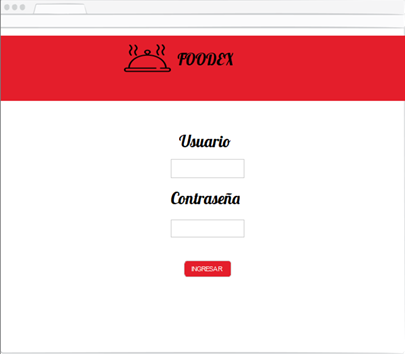 FOODEX
Usuario
Contraseña
INGRESAR